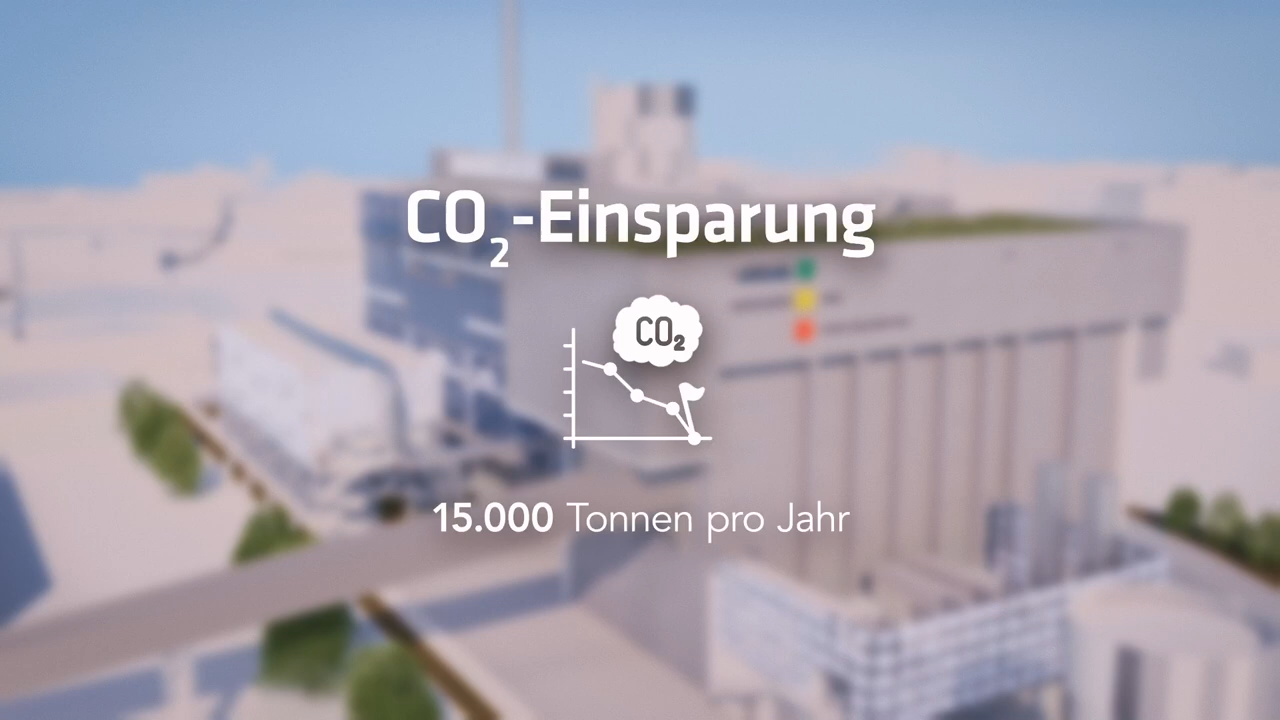 CO₂-Einsparung
CO₂
15.000 Tonnen pro Jahr